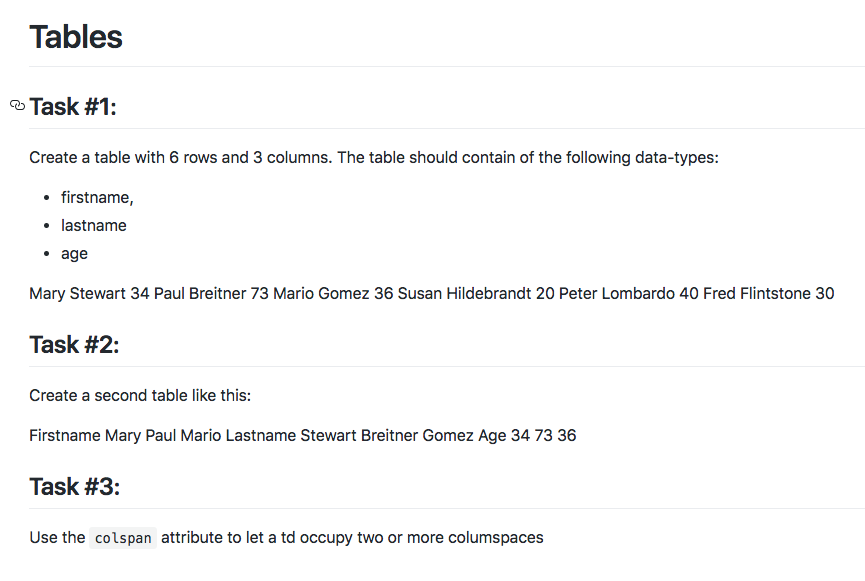 Tables
Task #1:
Create a table with 6 rows and 3 columns. The table should contain of the following data-types:
firstname,
lastname
age
Mary Stewart 34 Paul Breitner 73 Mario Gomez 36 Susan Hildebrandt 20 Peter Lombardo 40 Fred Flintstone 30
Task #2:
Create a second table like this:
Firstname Mary Paul Mario Lastname Stewart Breitner Gomez Age 34 73 36
Task #3:
Use the colspan attribute to let a td occupy two or more columspaces